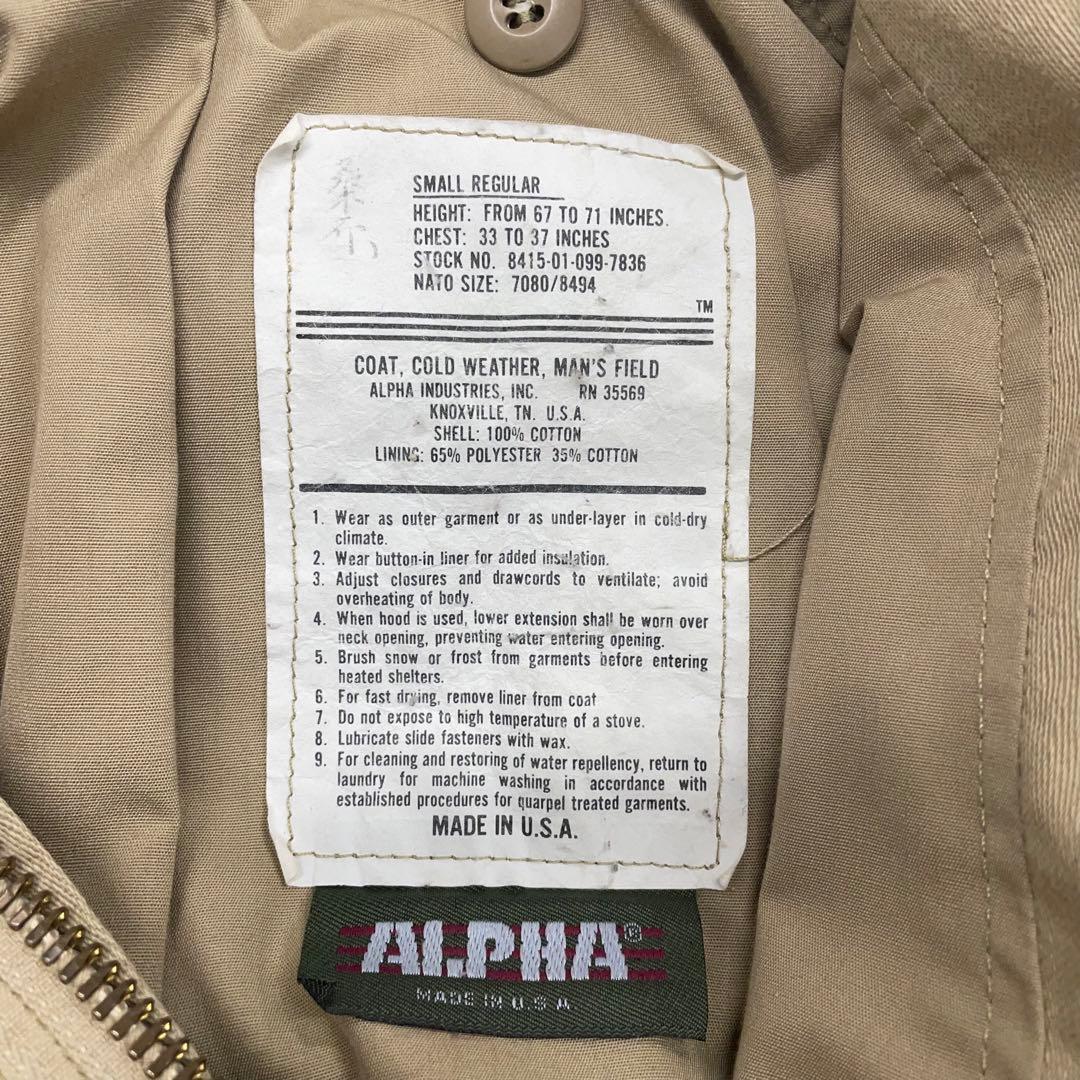 SMALL REGULAR
HEIGHT: FROM 67 TO 71 INCHES.
CHEST: 33 TO 37 INCHES
STOCK NO. 8415-01-099-7836
NATO SIZE: 7080/8494
TM
COAT, COLD WEATHER, MAN'S FIELD
ALPHA INDUSTRIES, INC. RN 35569
KNOXVILLE, TN. U.S.A.
SHELL: 100% COTTON
LINING: 65% POLYESTER 35% COTTON
1. Wear as outer garment or as under-layer in cold-dry
climate.
2. Wear button-in liner for added insulation.
3. Adjust closures and drawcords to ventilate; avoid
overheating of body.
4. When hood is used, lower extension shall be worn over
neck opening, preventing water entering opening.
5. Brush snow or frost from garments before entering
heated shelters.
6. For fast drying, remove liner from coat
7. Do not expose to high temperature of a stove.
8. Lubricate slide fasteners with wax.
9. For cleaning and restoring of water repellency, return to
laundry for machine washing in accordance with
established procedures for quarpel treated garments.
MADE IN U.S.A.
ALPHA®
MADE IN U.S.A